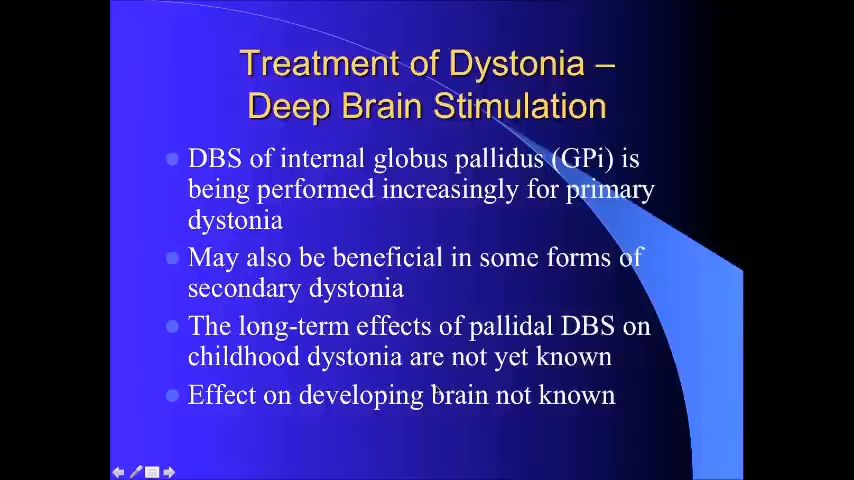 Treatment of Dystonia –
Deep Brain Stimulation
DBS of internal globus pallidus (GPi) is
being performed increasingly for primary
dystonia
May also be beneficial in some forms of
secondary dystonia
The long-term effects of pallidal DBS on
childhood dystonia are not yet known
Effect on developing brain not known